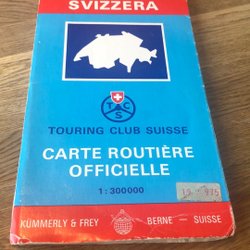 SVIZZERA
TCS
TOURING CLUB SUISSE
CARTE ROUTIÈRE
OFFICIELLE
1:300000
KÜMMERLY & FREY BERNE – SUISSE